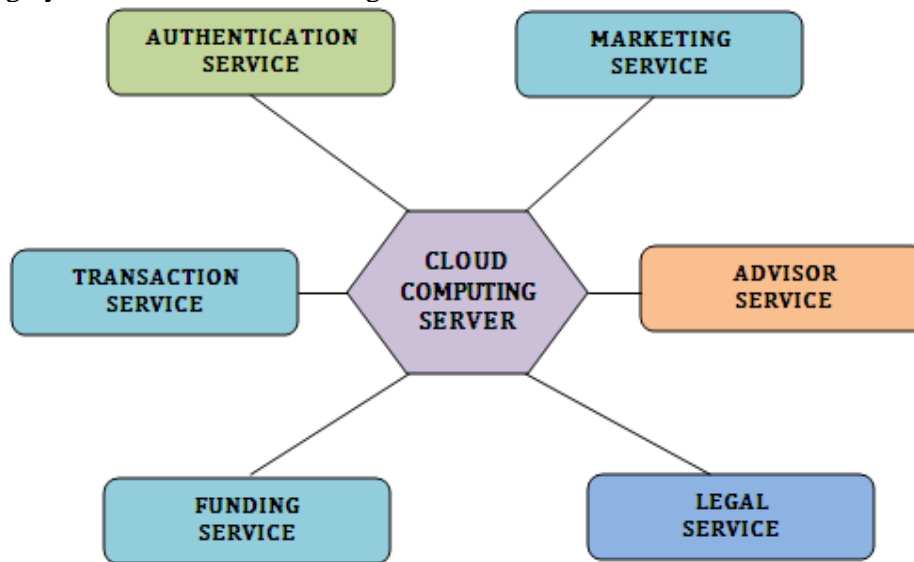 AUTHENTICATION
SERVICE
MARKETING
SERVICE
CLOUD
COMPUTING
SERVER
TRANSACTION
SERVICE
ADVISOR
SERVICE
FUNDING
SERVICE
LEGAL
SERVICE